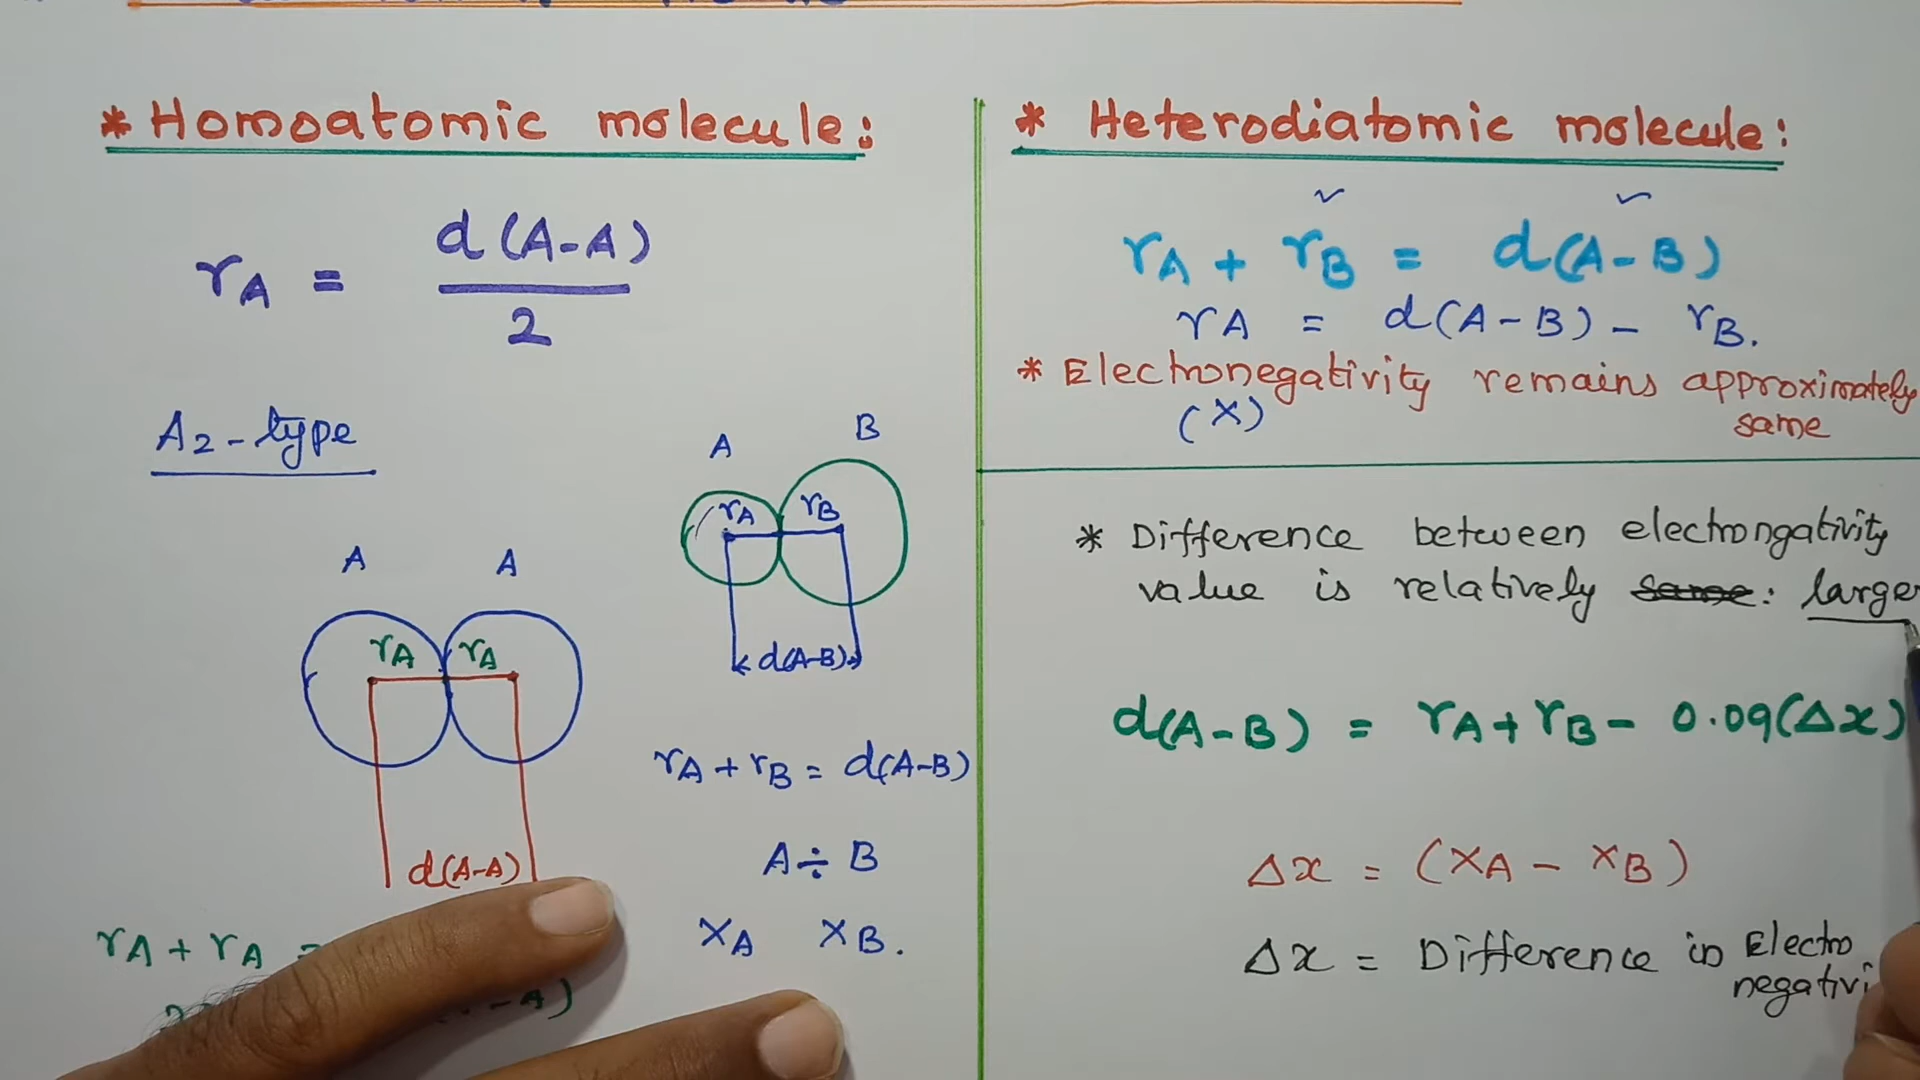 * Homoatomic molecule:
rA = d(A-A) / 2
A2-type
A A
rA rA
d(A-A)
rA + rA =
A B
rA rB
d(A-B)
rA + rB = d(A-B)
A ÷ B
XA XB.
* Heterodiatomic molecule:
rA + rB = d(A-B)
rA = d(A-B) - rB.
* Electronegativity remains approximately
(X) same
* Difference between electrongativity
value is relatively same: larger
d(A-B) = rA + rB - 0.09(Δx)
Δx = (XA - XB)
Δx = Difference in Electro
negativi